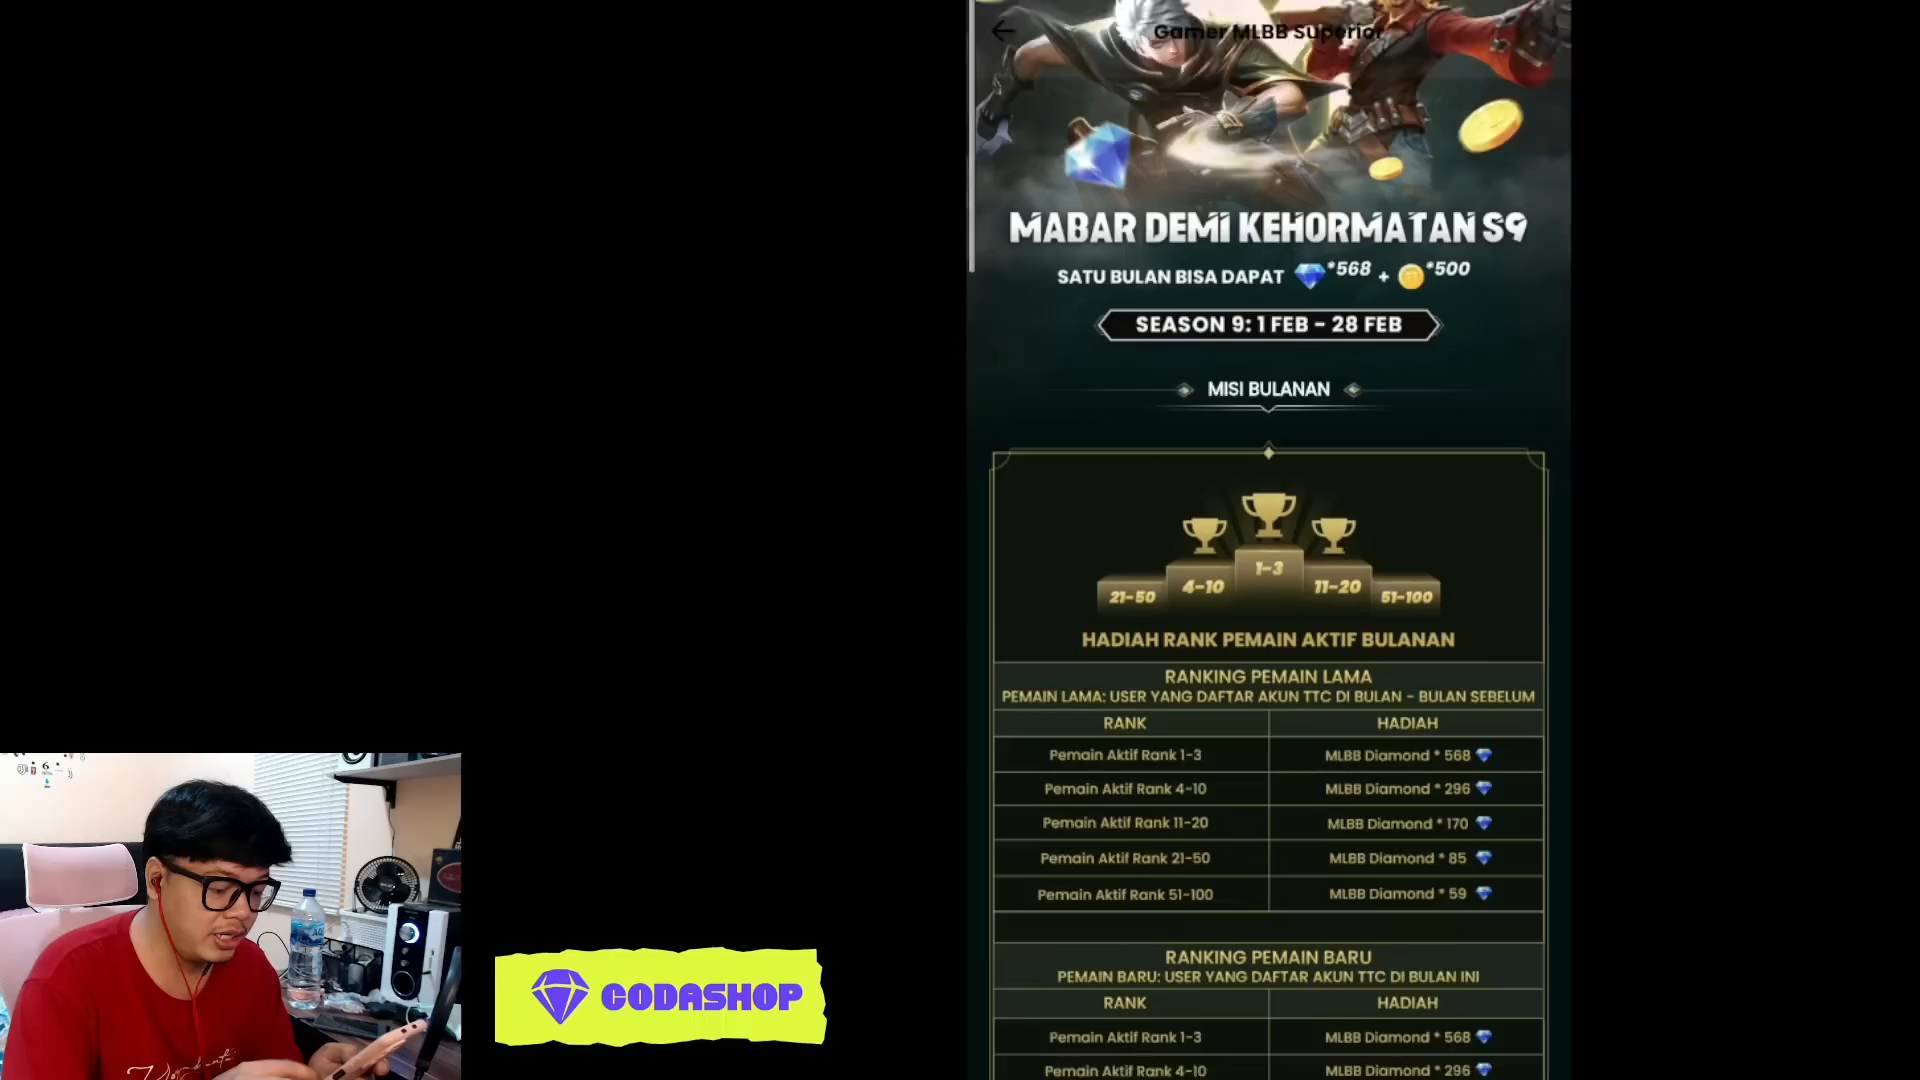 Gamer MLBB Superior
MABAR DEMI KEHORMATAN S9
SATU BULAN BISA DAPAT *568 + *500
SEASON 9: 1 FEB - 28 FEB
MISI BULANAN
1-3
4-10
11-20
21-50
51-100
HADIAH RANK PEMAIN AKTIF BULANAN
RANKING PEMAIN LAMA
PEMAIN LAMA: USER YANG DAFTAR AKUN TTC DI BULAN - BULAN SEBELUM
RANK HADIAH
Pemain Aktif Rank 1-3 MLBB Diamond * 568
Pemain Aktif Rank 4-10 MLBB Diamond * 296
Pemain Aktif Rank 11-20 MLBB Diamond * 170
Pemain Aktif Rank 21-50 MLBB Diamond * 85
Pemain Aktif Rank 51-100 MLBB Diamond * 59
RANKING PEMAIN BARU
PEMAIN BARU: USER YANG DAFTAR AKUN TTC DI BULAN INI
RANK HADIAH
Pemain Aktif Rank 1-3 MLBB Diamond * 568
Pemain Aktif Rank 4-10 MLBB Diamond * 296
CODASHOP